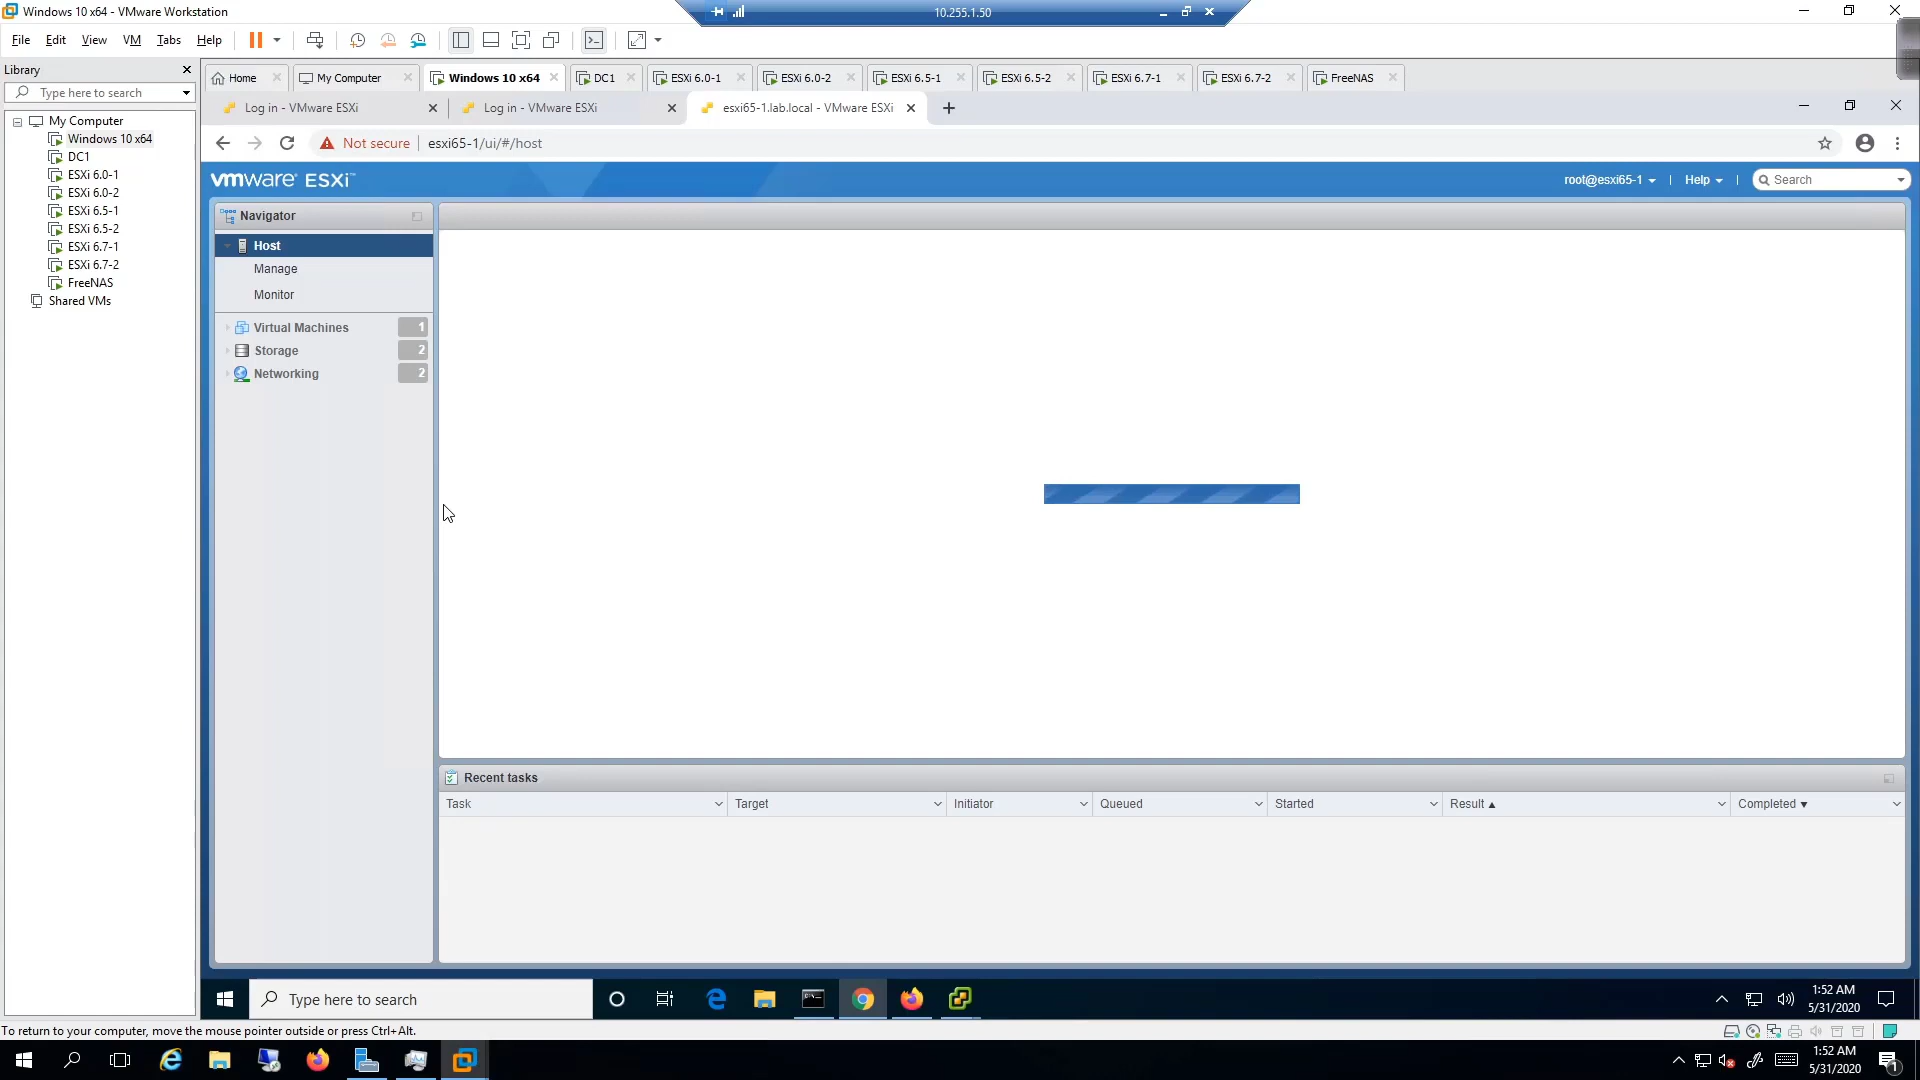 Windows 10 x64 - VMware Workstation
10.255.1.50
File Edit View VM Tabs Help
Library
Type here to search
My Computer
Windows 10 x64
DC1
ESXi 6.0-1
ESXi 6.0-2
ESXi 6.5-1
ESXi 6.5-2
ESXi 6.7-1
ESXi 6.7-2
FreeNAS
Shared VMs
Home My Computer Windows 10 x64 DC1 ESXi 6.0-1 ESXi 6.0-2 ESXi 6.5-1 ESXi 6.5-2 ESXi 6.7-1 ESXi 6.7-2 FreeNAS
Log in - VMware ESXi Log in - VMware ESXi esxi65-1.lab.local - VMware ESXi
Not secure esxi65-1/ui/#/host
vmware ESXi™ root@esxi65-1 | Help | Search
Navigator
Host
Manage
Monitor
Virtual Machines 1
Storage 2
Networking 2
Recent tasks
Task Target Initiator Queued Started Result Completed
Type here to search
1:52 AM
5/31/2020
To return to your computer, move the mouse pointer outside or press Ctrl+Alt.
1:52 AM
5/31/2020
1